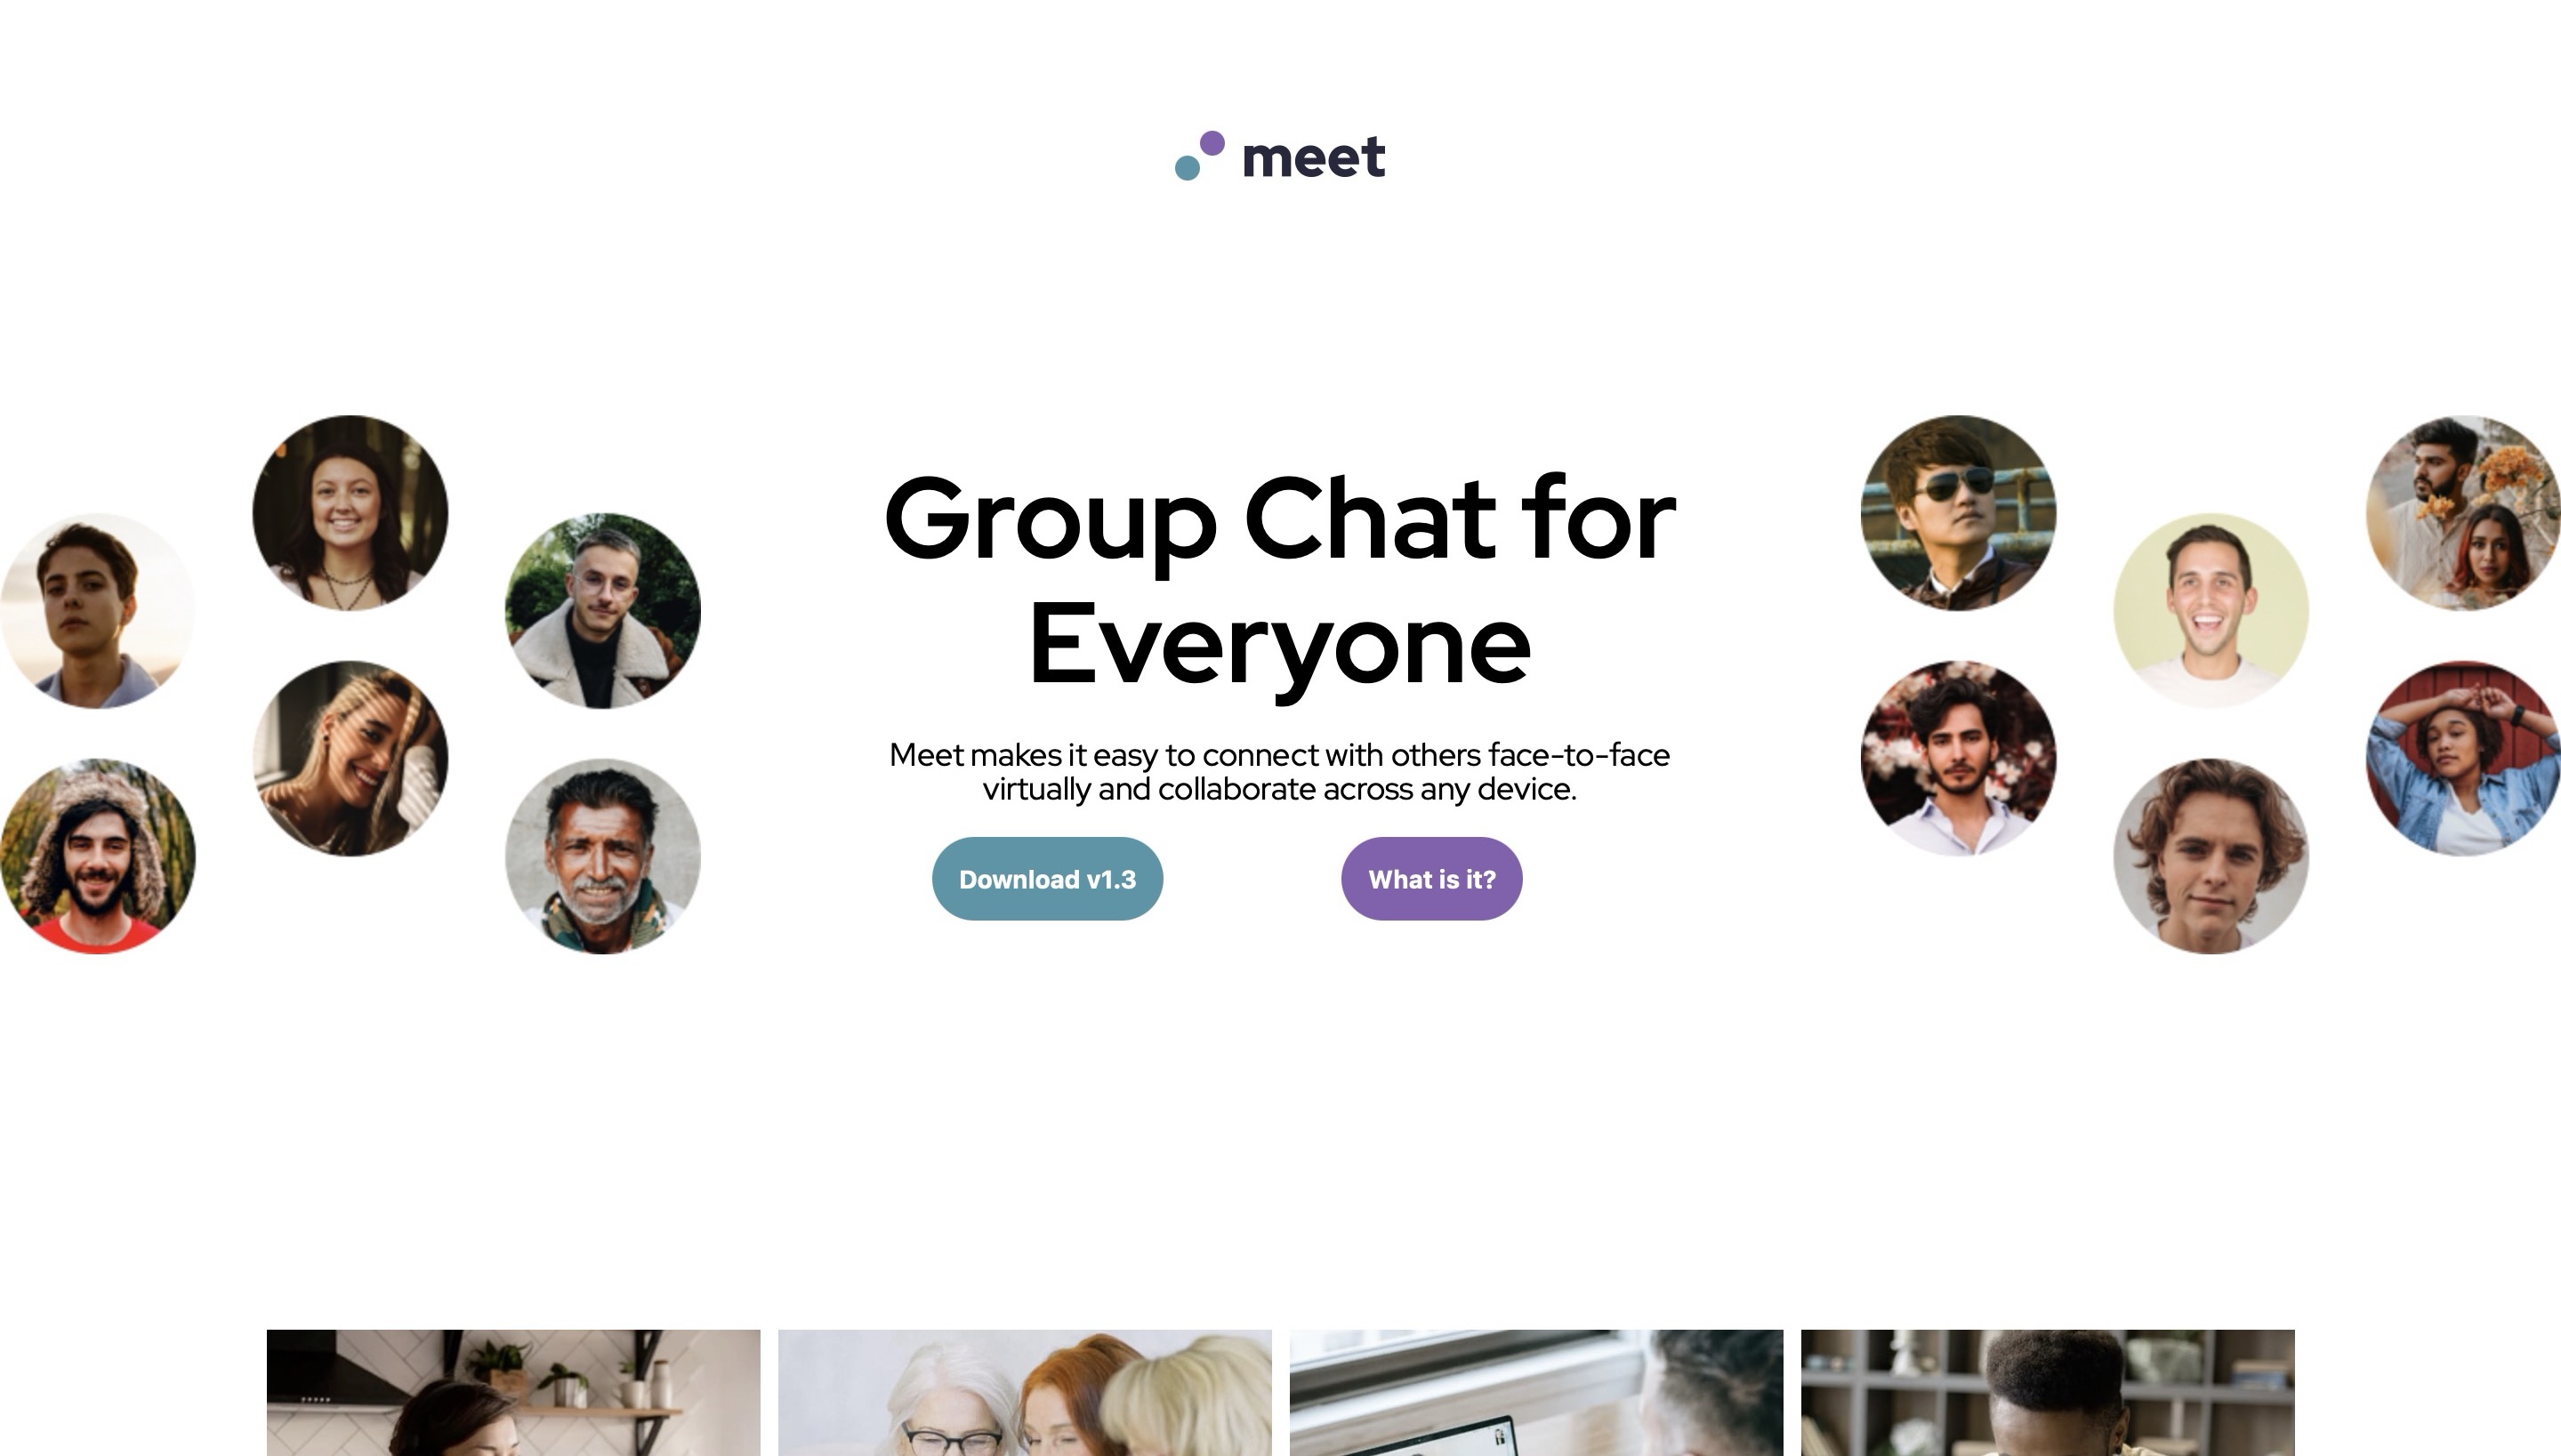 meet
Group Chat for
Everyone
Meet makes it easy to connect with others face-to-face
virtually and collaborate across any device.
Download v1.3
What is it?